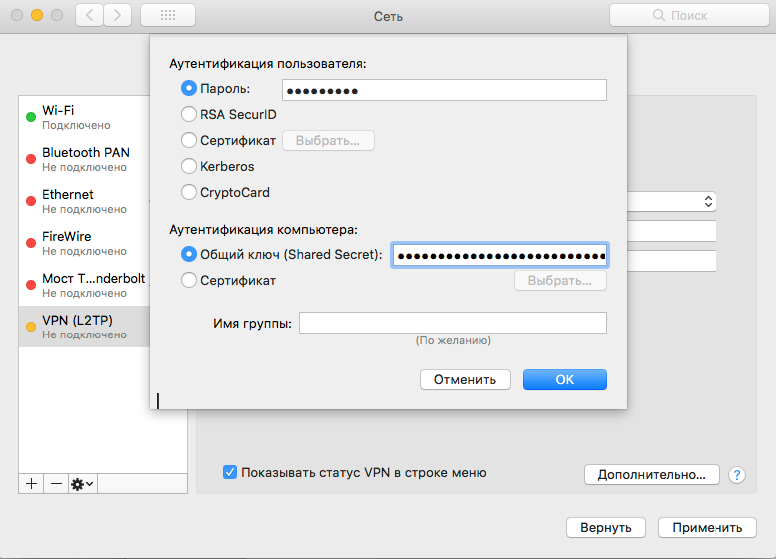 Сеть
Поиск
Аутентификация пользователя:
Пароль: ●●●●●●●●●
RSA SecurID
Сертификат Выбрать...
Kerberos
CryptoCard
Аутентификация компьютера:
Общий ключ (Shared Secret): ●●●●●●●●●●●●●●●●●●●●●●●●●●
Сертификат Выбрать...
Имя группы:
(По желанию)
Отменить OK
Wi-Fi
Подключено
Bluetooth PAN
Не подключено
Ethernet
Не подключено
FireWire
Не подключено
Мост T...nderbolt
Не подключено
VPN (L2TP)
Не подключено
Показывать статус VPN в строке меню
Дополнительно... ?
Вернуть Применить